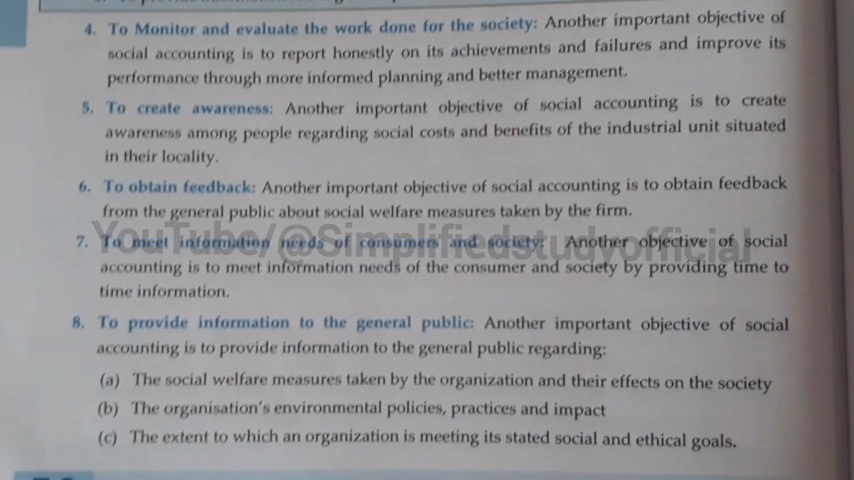 4. To Monitor and evaluate the work done for the society: Another important objective of
social accounting is to report honestly on its achievements and failures and improve its
performance through more informed planning and better management.
5. To create awareness: Another important objective of social accounting is to create
awareness among people regarding social costs and benefits of the industrial unit situated
in their locality.
6. To obtain feedback: Another important objective of social accounting is to obtain feedback
from the general public about social welfare measures taken by the firm.
YouTube/@Simplifiedstudyofficial
7. To meet information needs of consumers and society: Another objective of social
accounting is to meet information needs of the consumer and society by providing time to
time information.
8. To provide information to the general public: Another important objective of social
accounting is to provide information to the general public regarding:
(a) The social welfare measures taken by the organization and their effects on the society
(b) The organisation's environmental policies, practices and impact
(c) The extent to which an organization is meeting its stated social and ethical goals.